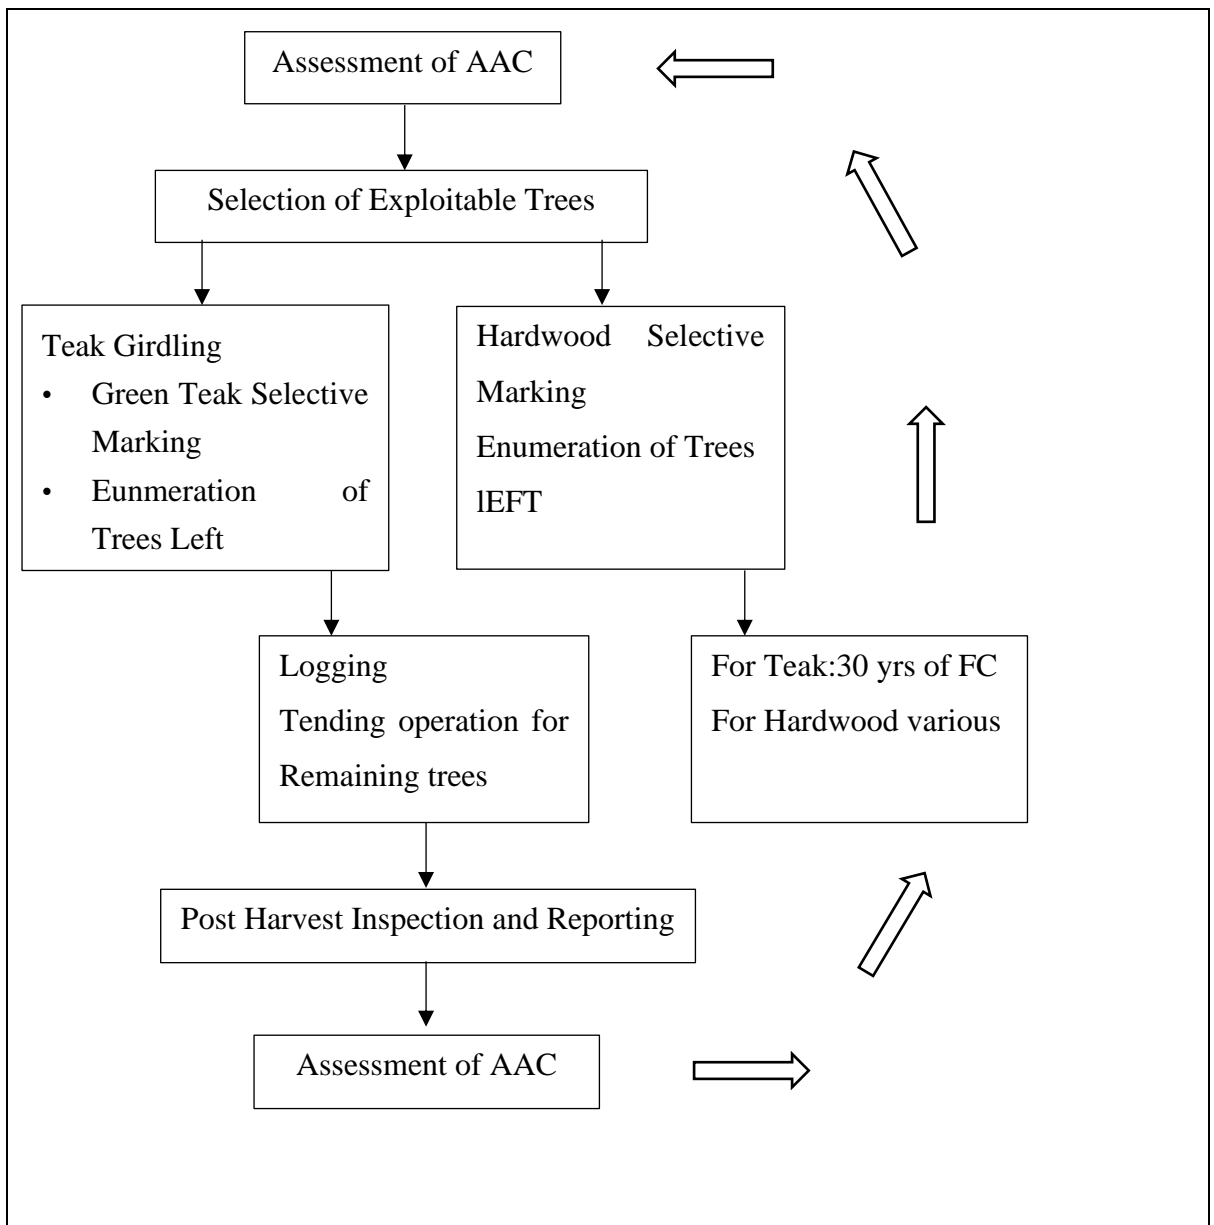 Assessment of AAC
Selection of Exploitable Trees
Teak Girdling
• Green Teak Selective
Marking
• Eunmeration of
Trees Left
Hardwood Selective
Marking
Enumeration of Trees
lEFT
Logging
Tending operation for
Remaining trees
For Teak:30 yrs of FC
For Hardwood various
Post Harvest Inspection and Reporting
Assessment of AAC